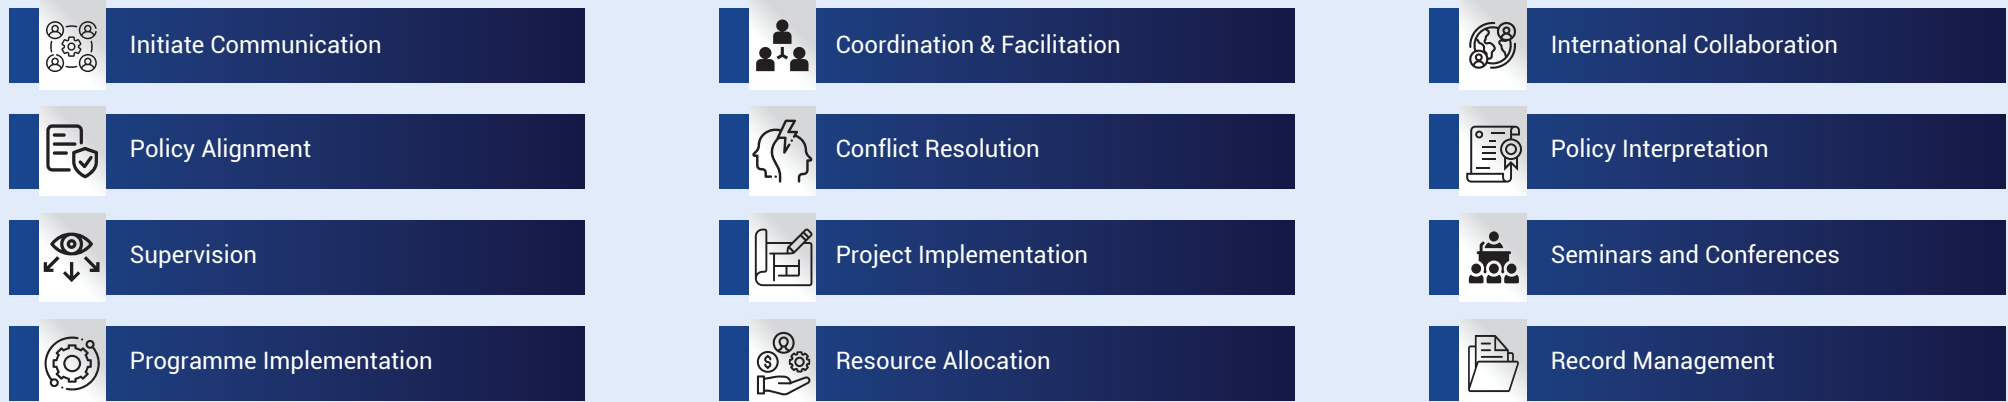 Initiate Communication
Coordination & Facilitation
International Collaboration
Policy Alignment
Conflict Resolution
Policy Interpretation
Supervision
Project Implementation
Seminars and Conferences
Programme Implementation
Resource Allocation
Record Management